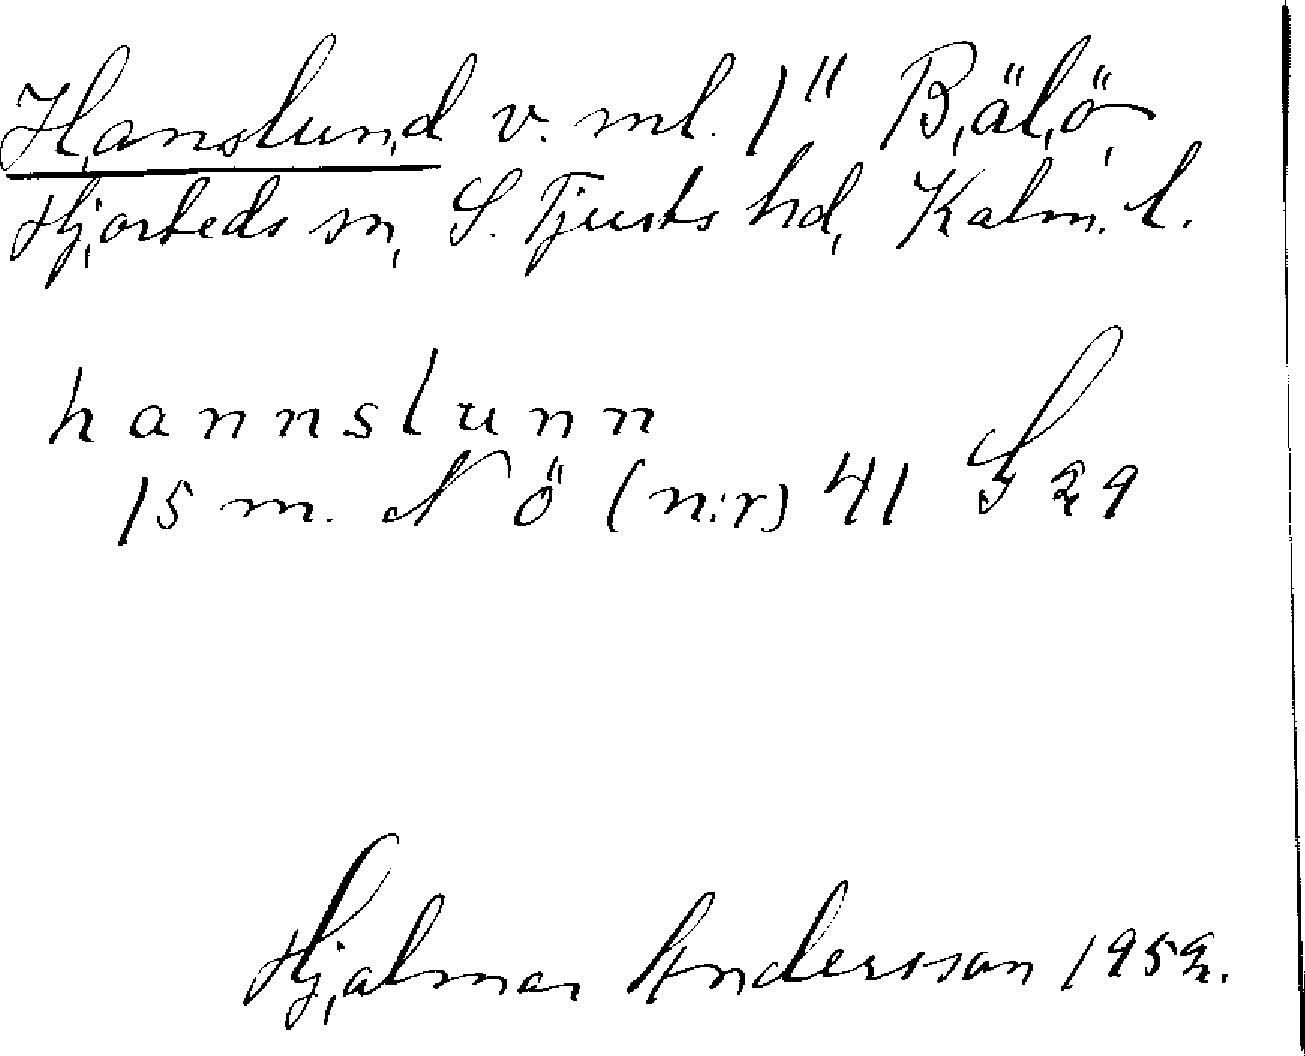 Hanslund v. ml. 1" Bälö,
Hjorteds sn, S. Tjusts hd, Kalm. l.
hannslunn
15 m. N ö (n:r) 41 29
Hjalmar Andersson 1952.